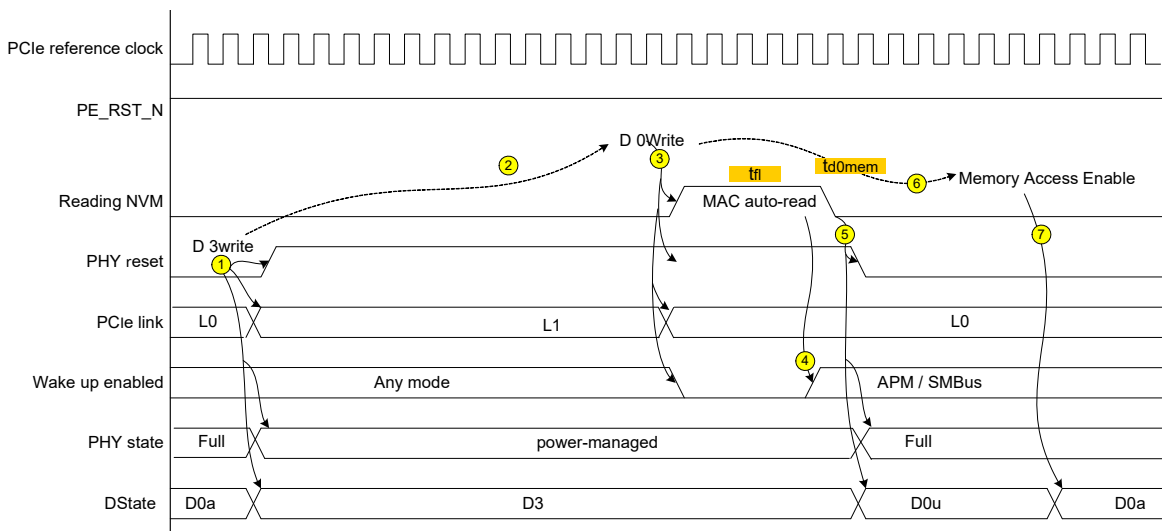 PCIe reference clock
PE_RST_N
D 0Write
3
2
tfl
td0mem
6
Memory Access Enable
Reading NVM
MAC auto-read
D 3write
1
5
7
PHY reset
PCIe link
L0
L1
L0
4
Wake up enabled
Any mode
APM / SMBus
PHY state
Full
power-managed
Full
DState
D0a
D3
D0u
D0a